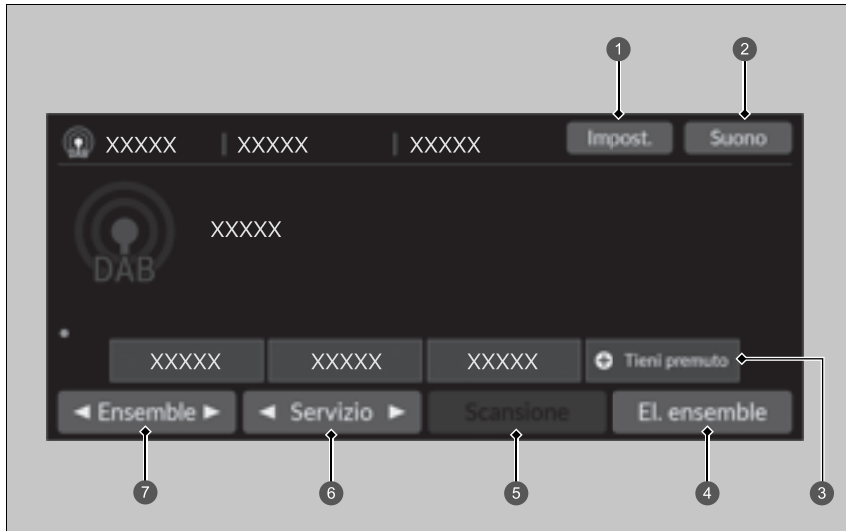 1 2
DAB XXXXX | XXXXX | XXXXX Impost. Suono
XXXXX
DAB
XXXXX XXXXX XXXXX Tieni premuto
3
Ensemble Servizio Scansione El. ensemble
7 6 5 4